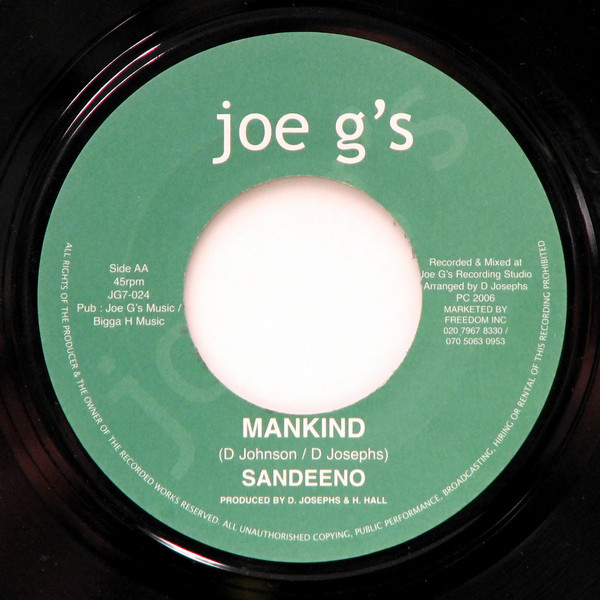 joe g's
Side AA
45rpm
JG7-024
Pub : Joe G's Music /
Bigga H Music
Recorded & Mixed at
Joe G's Recording Studio
Arranged by D Josephs
PC 2006
MARKETED BY
FREEDOM INC
020 7967 8330 /
070 5063 0953
MANKIND
(D Johnson / D Josephs)
SANDEENO
PRODUCED BY D. JOSEPHS & H. HALL
ALL RIGHTS OF THE PRODUCER & THE OWNER OF THE RECORDED WORKS RESERVED. ALL UNAUTHORISED COPYING, PUBLIC PERFORMANCE, BROADCASTING, HIRING OR RENTAL OF THIS RECORDING PROHIBITED